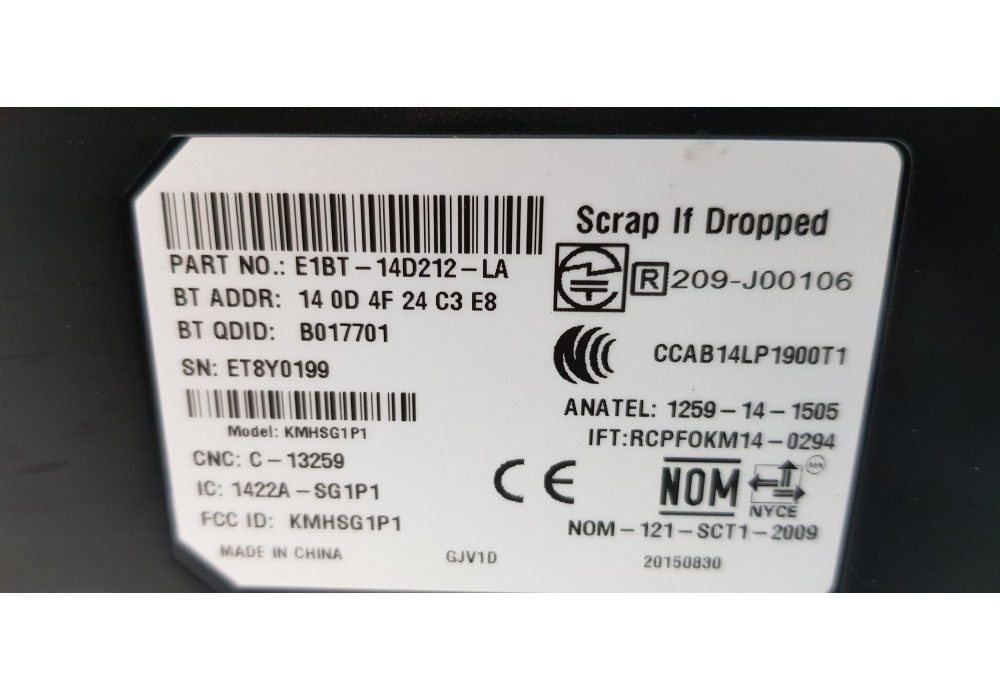 Scrap If Dropped
PART NO.: E1BT-14D212-LA
R 209-J00106
BT ADDR: 14 0D 4F 24 C3 E8
BT QDID: B017701
CCAB14LP1900T1
SN: ET8Y0199
ANATEL: 1259-14-1505
Model: KMHSG1P1
IFT:RCPFOKM14-0294
CNC: C-13259
IC: 1422A-SG1P1
CE
NOM
NYCE
FCC ID: KMHSG1P1
NOM-121-SCT1-2009
MADE IN CHINA
GJV1D
20150830